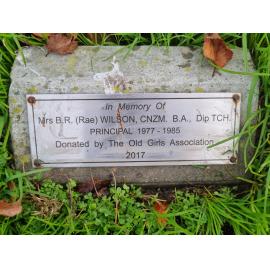 In Memory Of
Mrs B.R. (Rae) WILSON, CNZM. B.A., Dip TCH.
PRINCIPAL 1977 - 1985
Donated by The Old Girls Association
2017